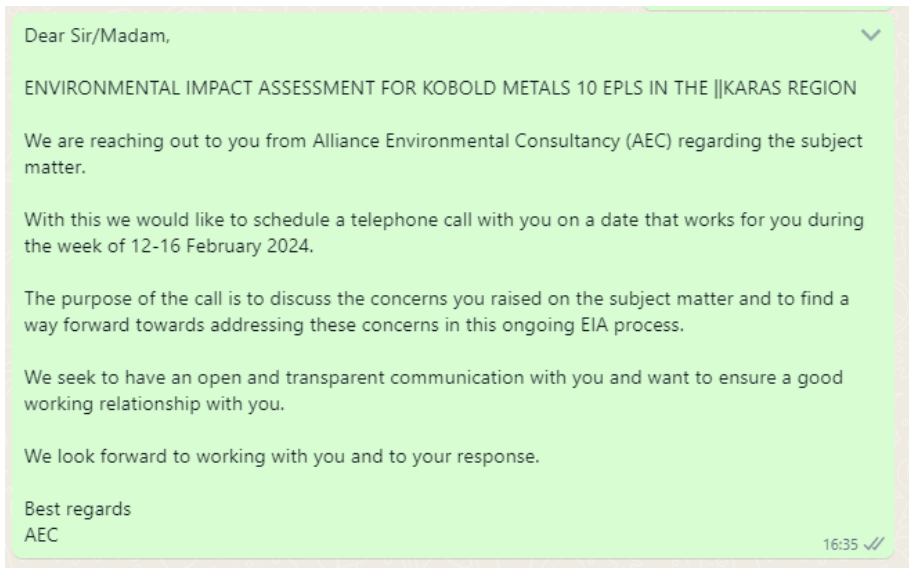 Dear Sir/Madam,
ENVIRONMENTAL IMPACT ASSESSMENT FOR KOBOLD METALS 10 EPLS IN THE ||KARAS REGION
We are reaching out to you from Alliance Environmental Consultancy (AEC) regarding the subject
matter.
With this we would like to schedule a telephone call with you on a date that works for you during
the week of 12-16 February 2024.
The purpose of the call is to discuss the concerns you raised on the subject matter and to find a
way forward towards addressing these concerns in this ongoing EIA process.
We seek to have an open and transparent communication with you and want to ensure a good
working relationship with you.
We look forward to working with you and to your response.
Best regards
AEC
16:35